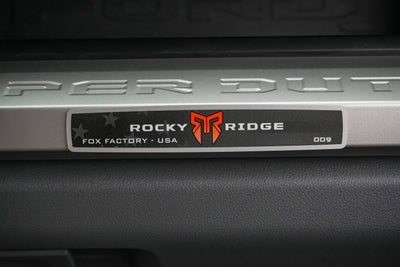 PER DUT
ROCKY RIDGE
FOX FACTORY · USA 009